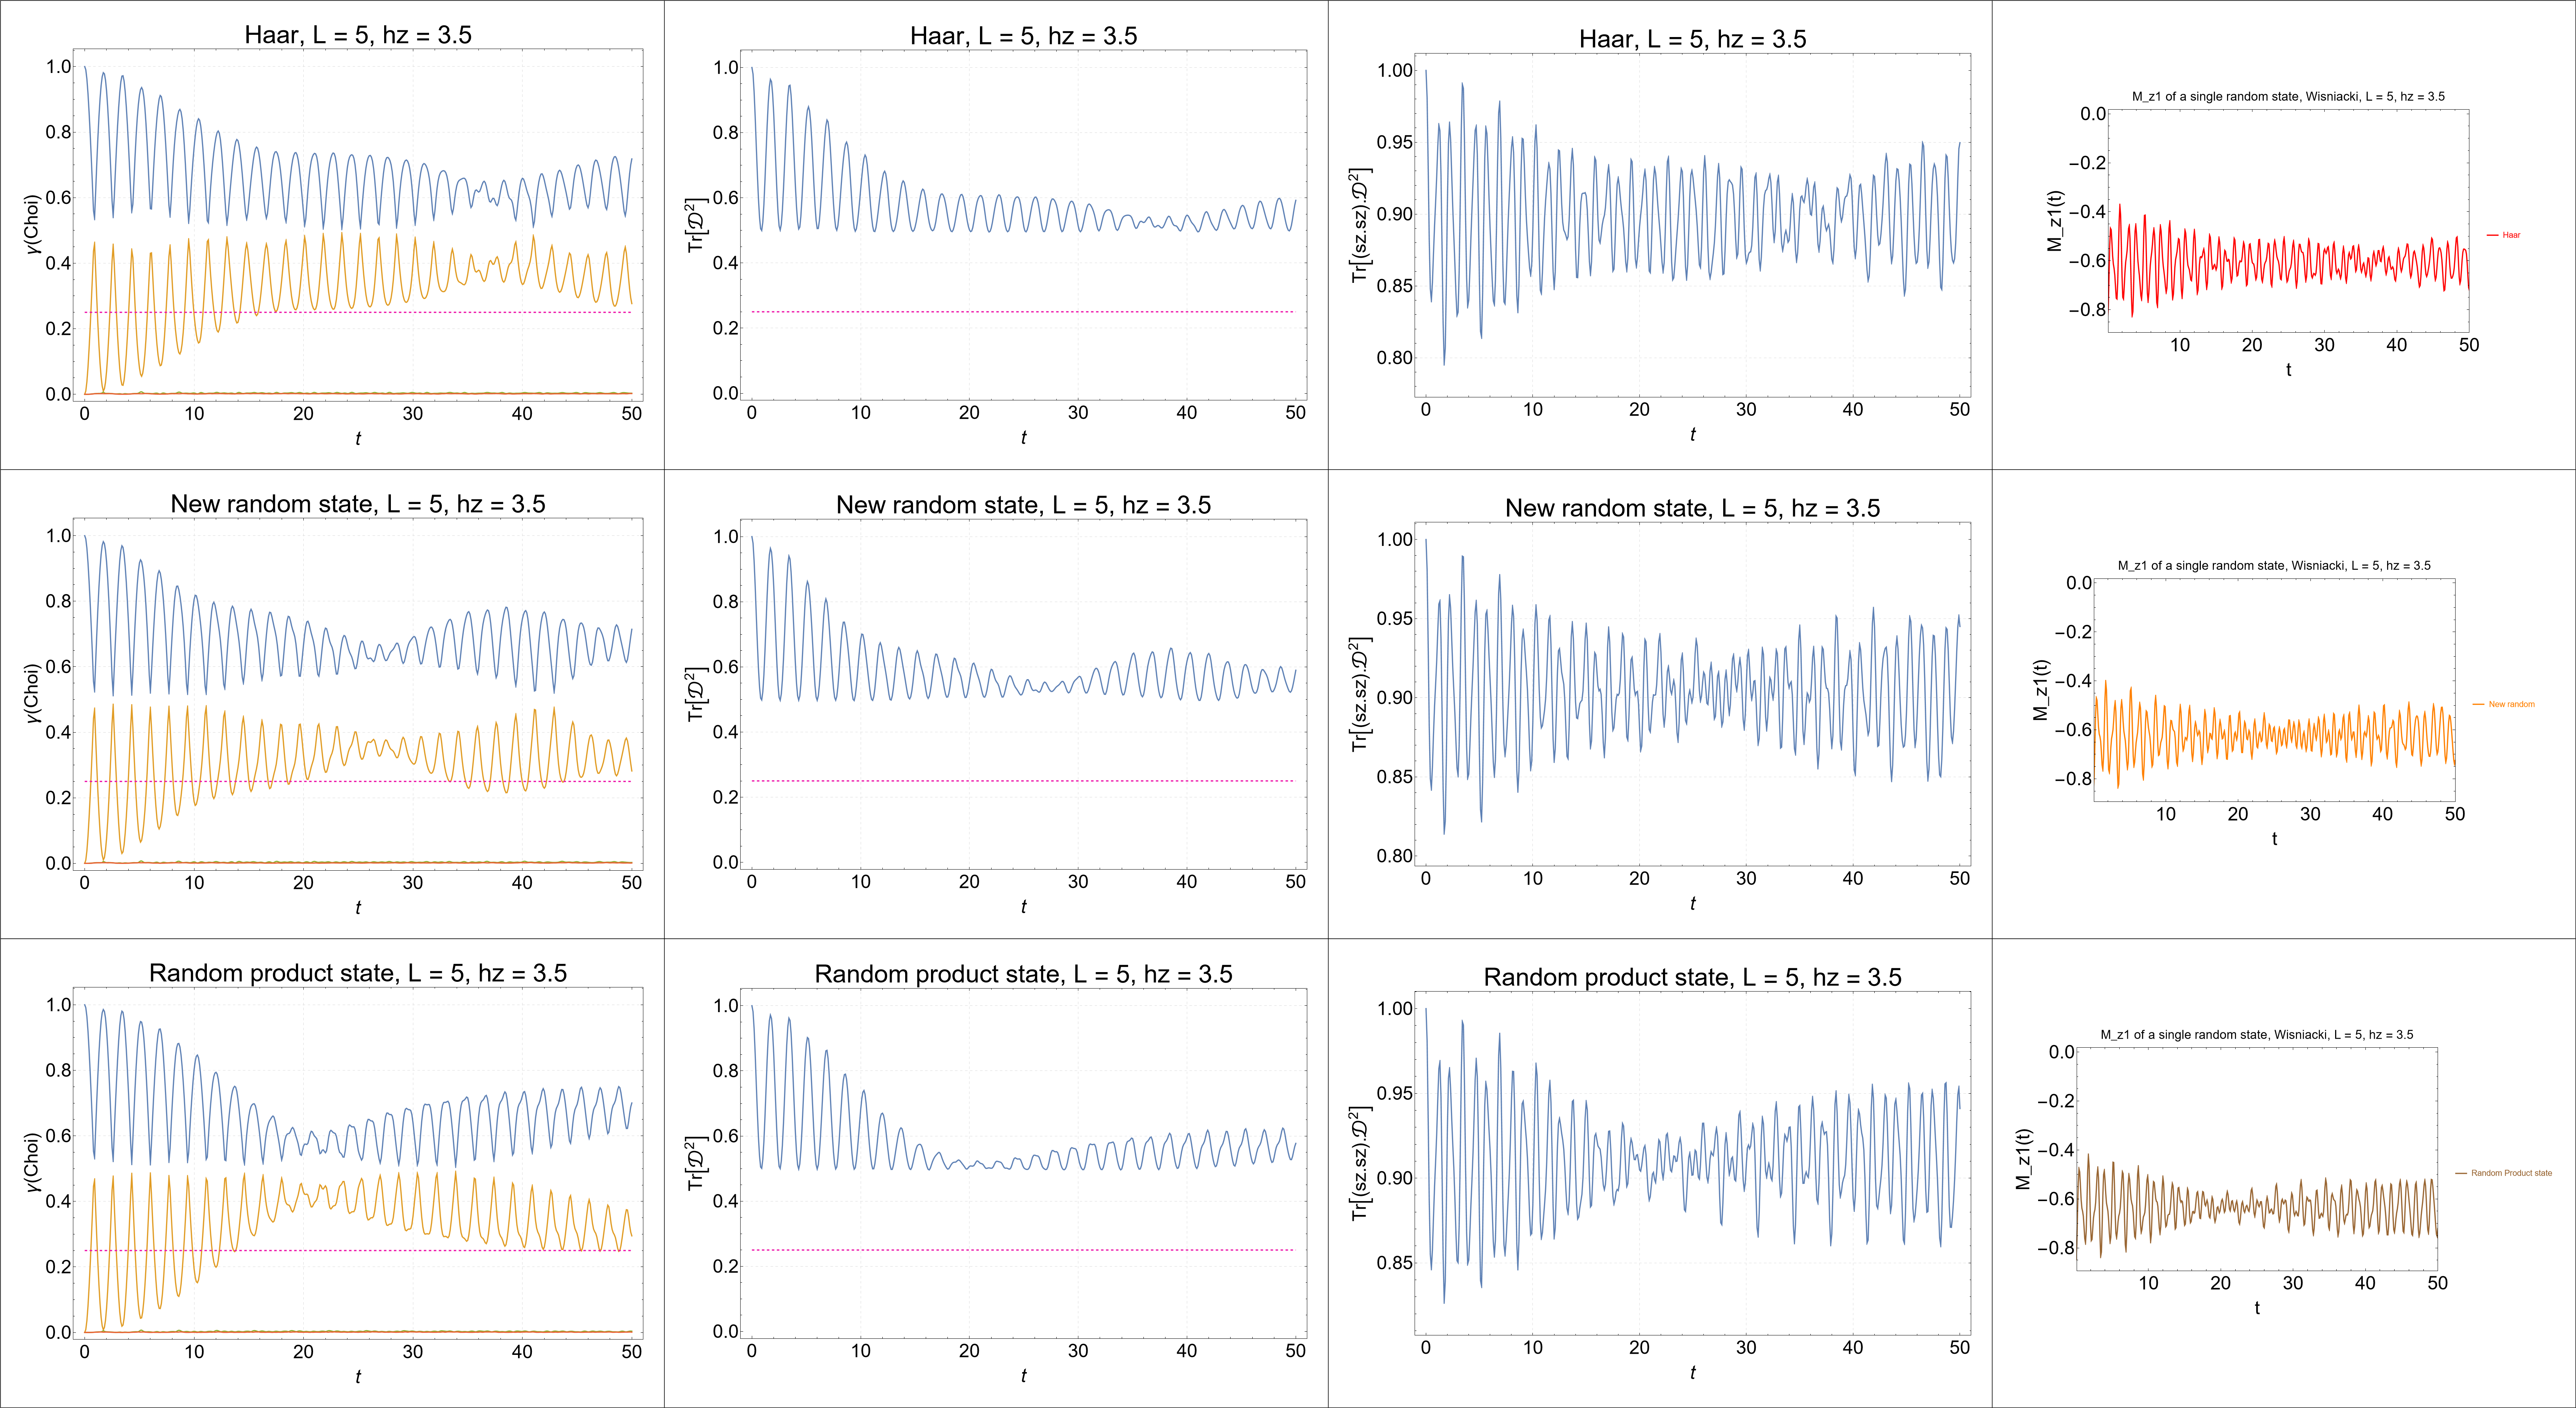 Haar, L = 5, hz = 3.5
γ(Choi)
1.0
0.8
0.6
0.4
0.2
0.0
0 10 20 30 40 50
t
Haar, L = 5, hz = 3.5
Tr[𝒟²]
1.0
0.8
0.6
0.4
0.2
0.0
0 10 20 30 40 50
t
Haar, L = 5, hz = 3.5
Tr[(sz.sz).𝒟²]
1.00
0.95
0.90
0.85
0.80
0 10 20 30 40 50
t
M_z1 of a single random state, Wisniacki, L = 5, hz = 3.5
M_z1(t)
0.0
−0.2
−0.4
−0.6
−0.8
10 20 30 40 50
t
Haar
New random state, L = 5, hz = 3.5
γ(Choi)
1.0
0.8
0.6
0.4
0.2
0.0
0 10 20 30 40 50
t
New random state, L = 5, hz = 3.5
Tr[𝒟²]
1.0
0.8
0.6
0.4
0.2
0.0
0 10 20 30 40 50
t
New random state, L = 5, hz = 3.5
Tr[(sz.sz).𝒟²]
1.00
0.95
0.90
0.85
0.80
0 10 20 30 40 50
t
M_z1 of a single random state, Wisniacki, L = 5, hz = 3.5
M_z1(t)
0.0
−0.2
−0.4
−0.6
−0.8
10 20 30 40 50
t
New random
Random product state, L = 5, hz = 3.5
γ(Choi)
1.0
0.8
0.6
0.4
0.2
0.0
0 10 20 30 40 50
t
Random product state, L = 5, hz = 3.5
Tr[𝒟²]
1.0
0.8
0.6
0.4
0.2
0.0
0 10 20 30 40 50
t
Random product state, L = 5, hz = 3.5
Tr[(sz.sz).𝒟²]
1.00
0.95
0.90
0.85
0 10 20 30 40 50
t
M_z1 of a single random state, Wisniacki, L = 5, hz = 3.5
M_z1(t)
0.0
−0.2
−0.4
−0.6
−0.8
10 20 30 40 50
t
Random Product state